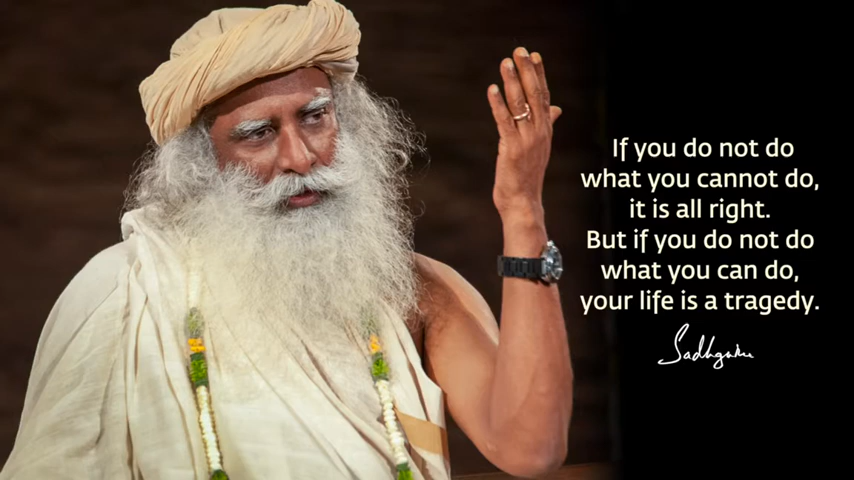 If you do not do
what you cannot do,
it is all right.
But if you do not do
what you can do,
your life is a tragedy.
Sadhguru